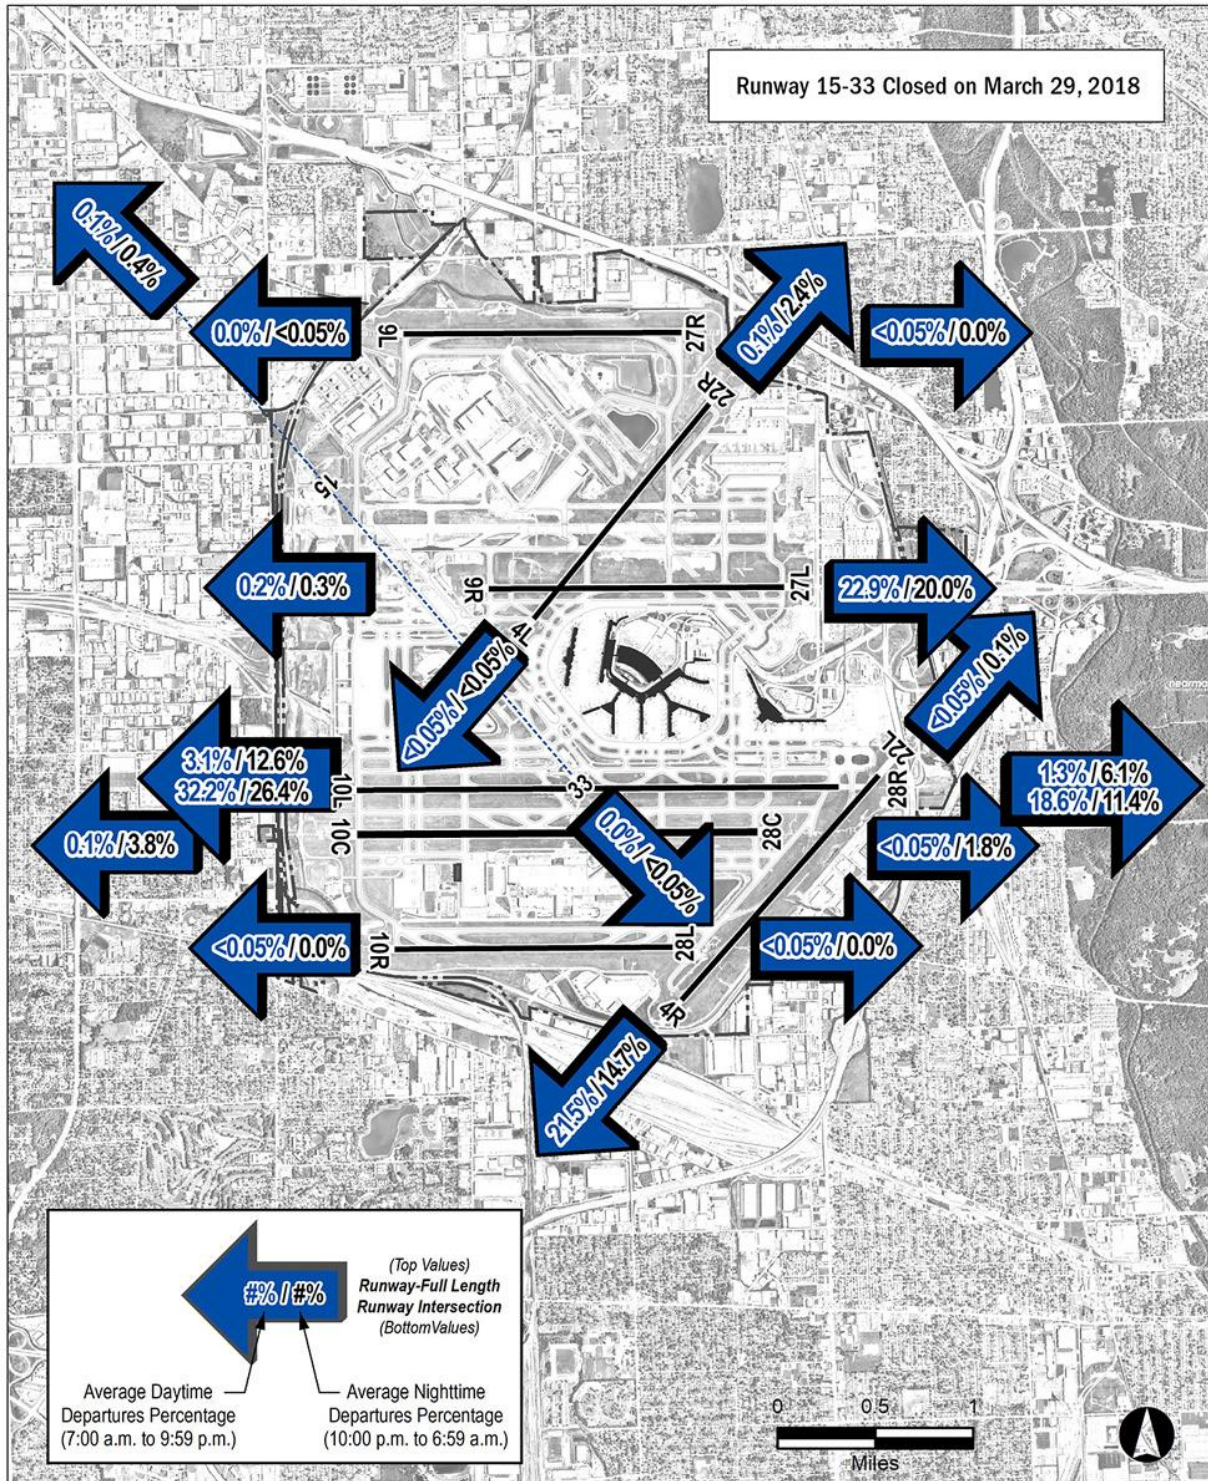 Runway 15-33 Closed on March 29, 2018
0.1% / 0.4%
0.0% / <0.05%
9L
27R
0.1% / 2.4%
<0.05% / 0.0%
22R
15
0.2% / 0.3%
9R
27L
22.9% / 20.0%
4L
<0.05% / <0.05%
<0.05% / 0.1%
nearma
3.1% / 12.6%
32.2% / 26.4%
10L
33
22L
28R
1.3% / 6.1%
18.6% / 11.4%
0.1% / 3.8%
10C
0.0% / <0.05%
28C
<0.05% / 1.8%
<0.05% / 0.0%
10R
28L
<0.05% / 0.0%
4R
21.5% / 14.7%
#% / #%
(Top Values)
Runway-Full Length
Runway Intersection
(BottomValues)
Average Daytime
Departures Percentage
(7:00 a.m. to 9:59 p.m.)
Average Nighttime
Departures Percentage
(10:00 p.m. to 6:59 a.m.)
0 0.5 1
Miles